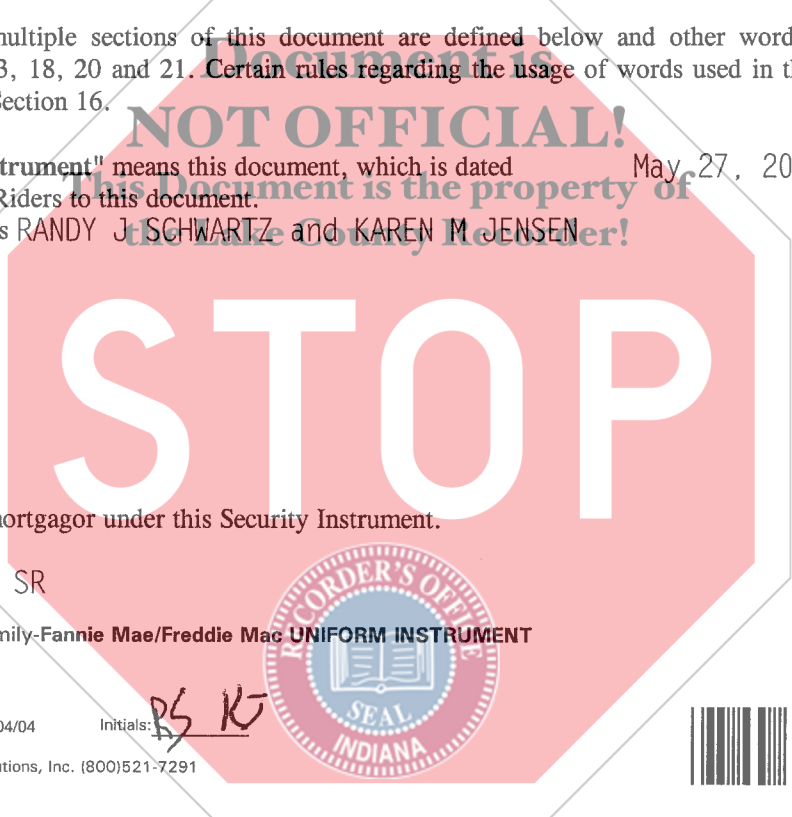 multiple sections of this document are defined below and other word
3, 18, 20 and 21. Certain rules regarding the usage of words used in th
Section 16.
Document is
NOT OFFICIAL!
strument" means this document, which is dated May 27, 20
This Document is the property of
Riders to this document.
s RANDY J SCHWARTZ and KAREN M JENSEN
the Lake County Recorder!
STOP
mortgagor under this Security Instrument.
SR
mily-Fannie Mae/Freddie Mac UNIFORM INSTRUMENT
RECORDER'S OFFICE
SEAL
INDIANA
04/04 Initials: RS KJ
utions, Inc. (800)521-7291